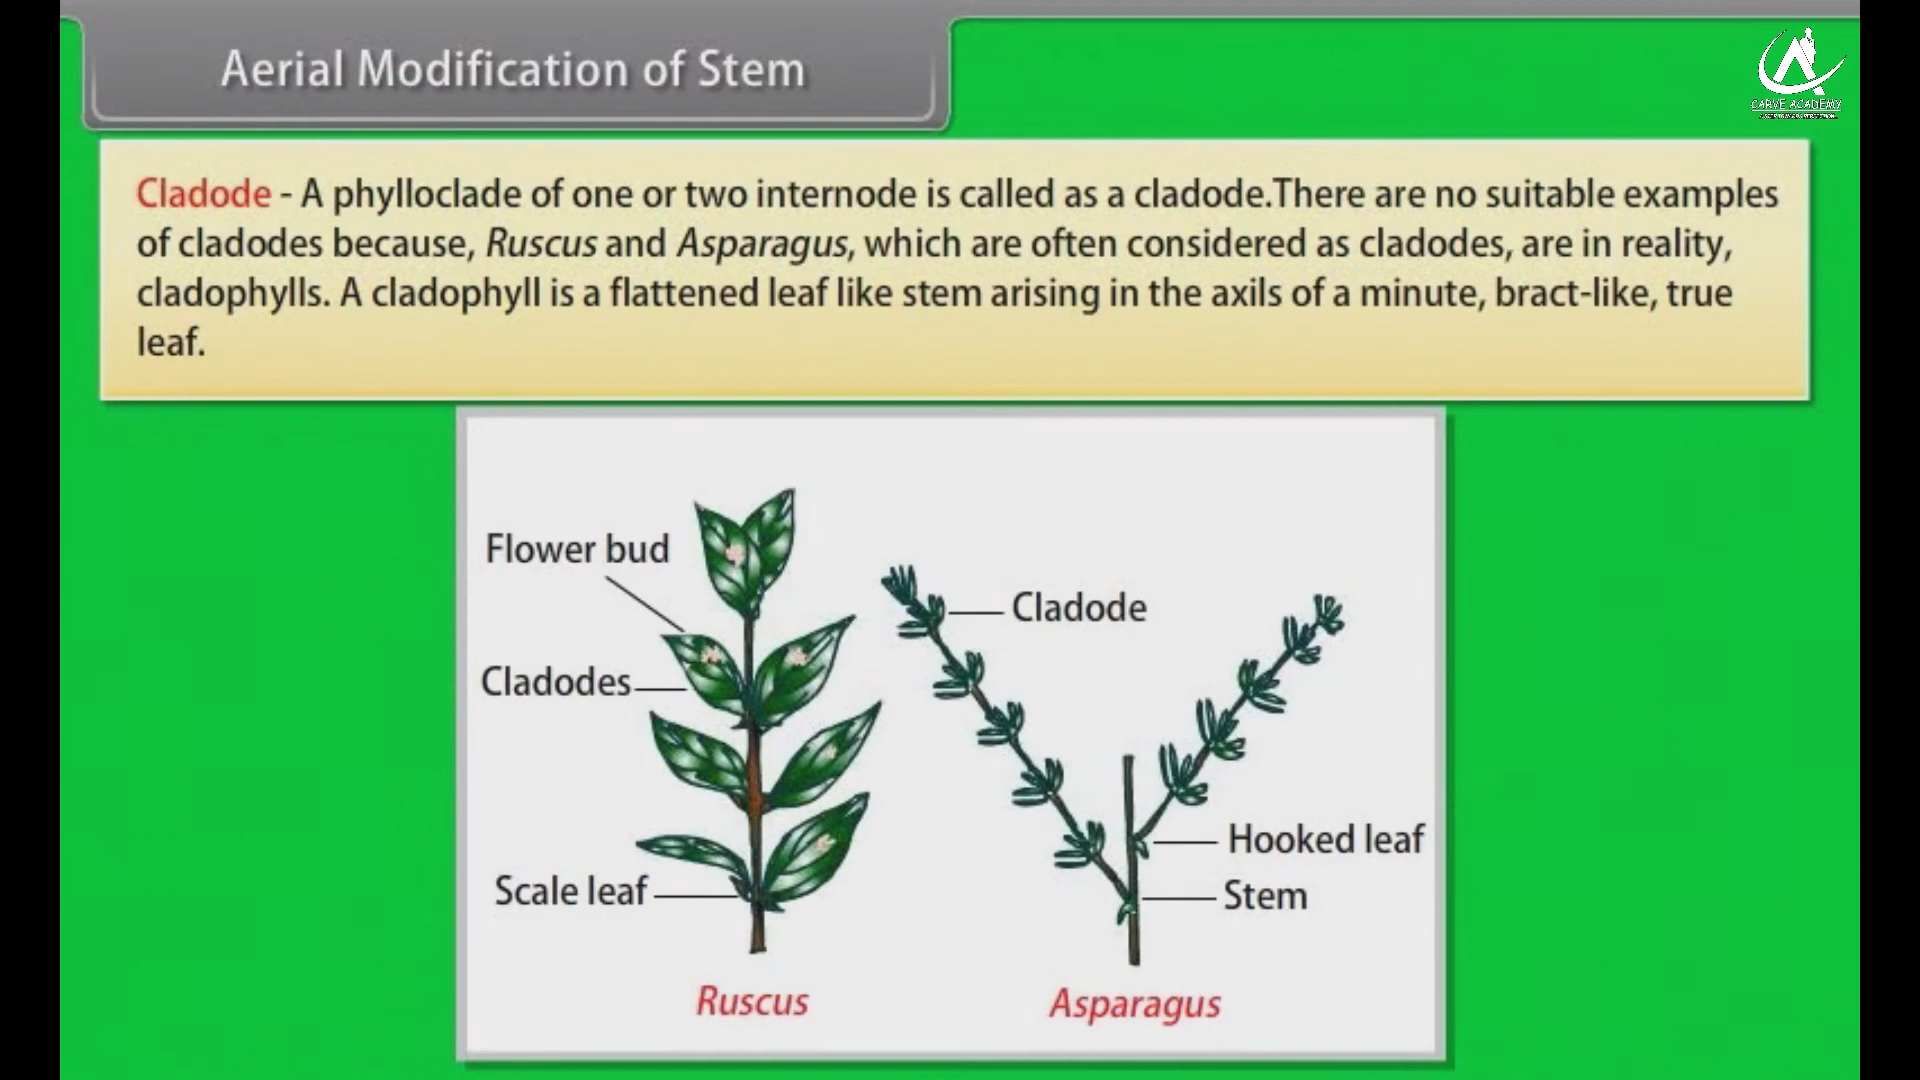 Aerial Modification of Stem
CARVE ACADEMY
Cladode - A phylloclade of one or two internode is called as a cladode.There are no suitable examples
of cladodes because, Ruscus and Asparagus, which are often considered as cladodes, are in reality,
cladophylls. A cladophyll is a flattened leaf like stem arising in the axils of a minute, bract-like, true
leaf.
Flower bud
Cladode
Cladodes
Hooked leaf
Scale leaf
Stem
Ruscus
Asparagus